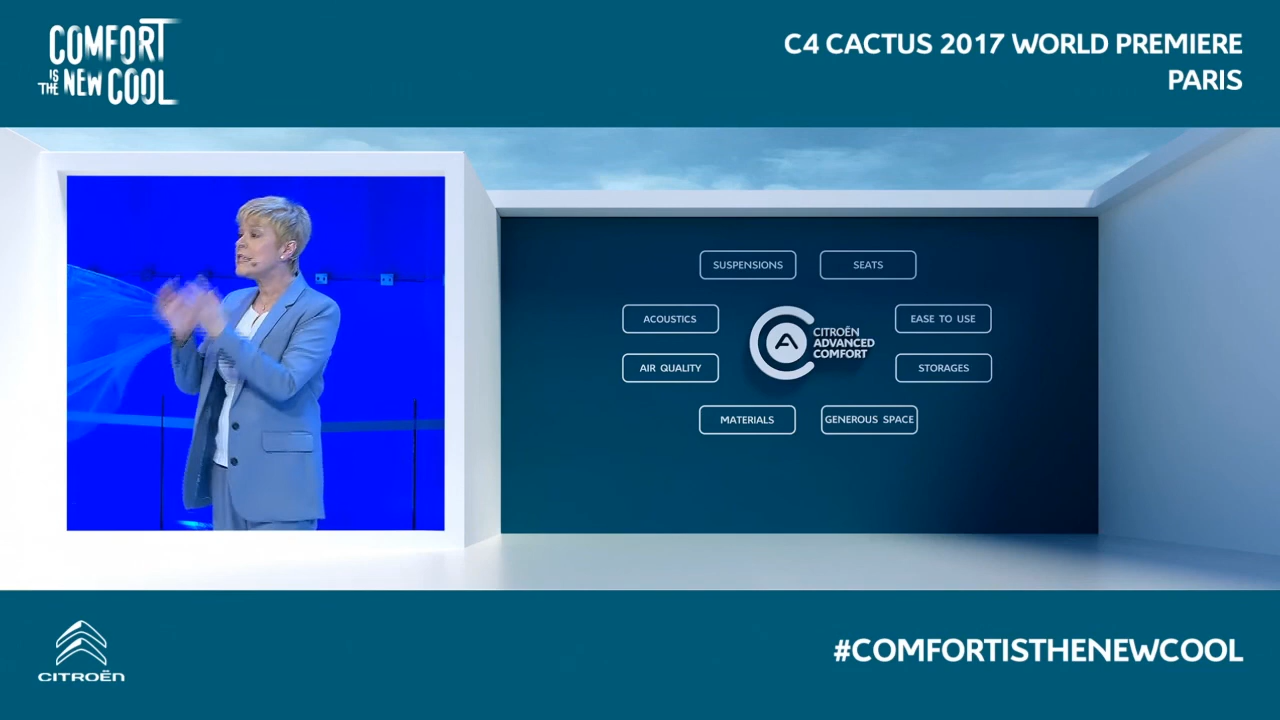 COMFORT
IS THE NEW COOL
C4 CACTUS 2017 WORLD PREMIERE
PARIS
SUSPENSIONS
SEATS
ACOUSTICS
EASE TO USE
CITROËN
ADVANCED
COMFORT
AIR QUALITY
STORAGES
MATERIALS
GENEROUS SPACE
CITROËN
#COMFORTISTHENEWCOOL